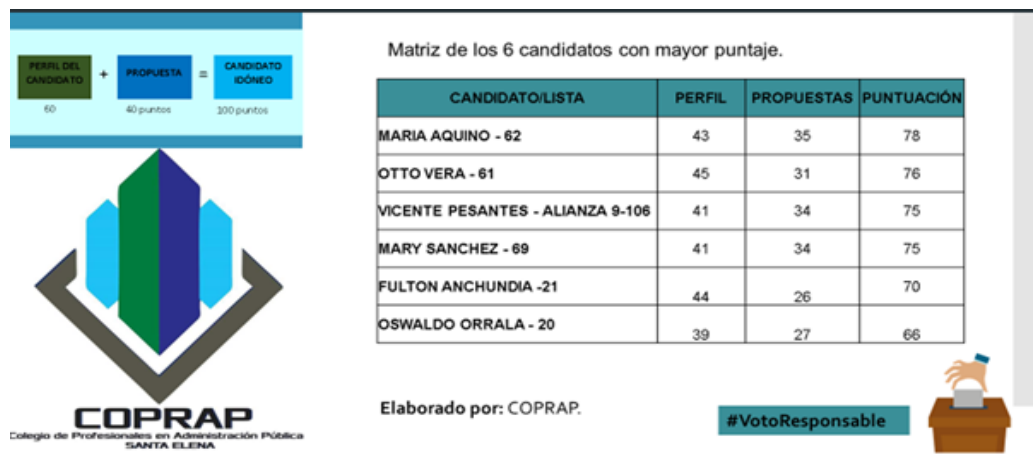 PERFIL DEL CANDIDATO + PROPUESTA = CANDIDATO IDÓNEO
60 40 puntos 100 puntos
COPRAP
Colegio de Profesionales en Administración Pública
SANTA ELENA
Matriz de los 6 candidatos con mayor puntaje.
CANDIDATO/LISTA PERFIL PROPUESTAS PUNTUACIÓN
MARIA AQUINO - 62 43 35 78
OTTO VERA - 61 45 31 76
VICENTE PESANTES - ALIANZA 9-106 41 34 75
MARY SANCHEZ - 69 41 34 75
FULTON ANCHUNDIA -21 44 26 70
OSWALDO ORRALA - 20 39 27 66
Elaborado por: COPRAP.
#VotoResponsable